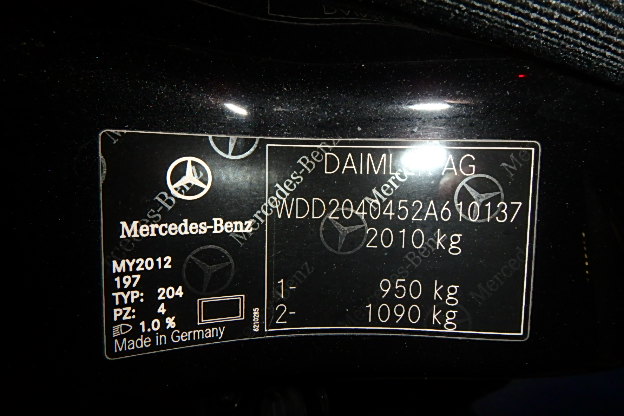 Mercedes-Benz
MY2012
197
TYP: 204
PZ: 4
1.0 %
Made in Germany
6210285
DAIMLER AG
WDD2040452A610137
2010 kg
1- 950 kg
2- 1090 kg